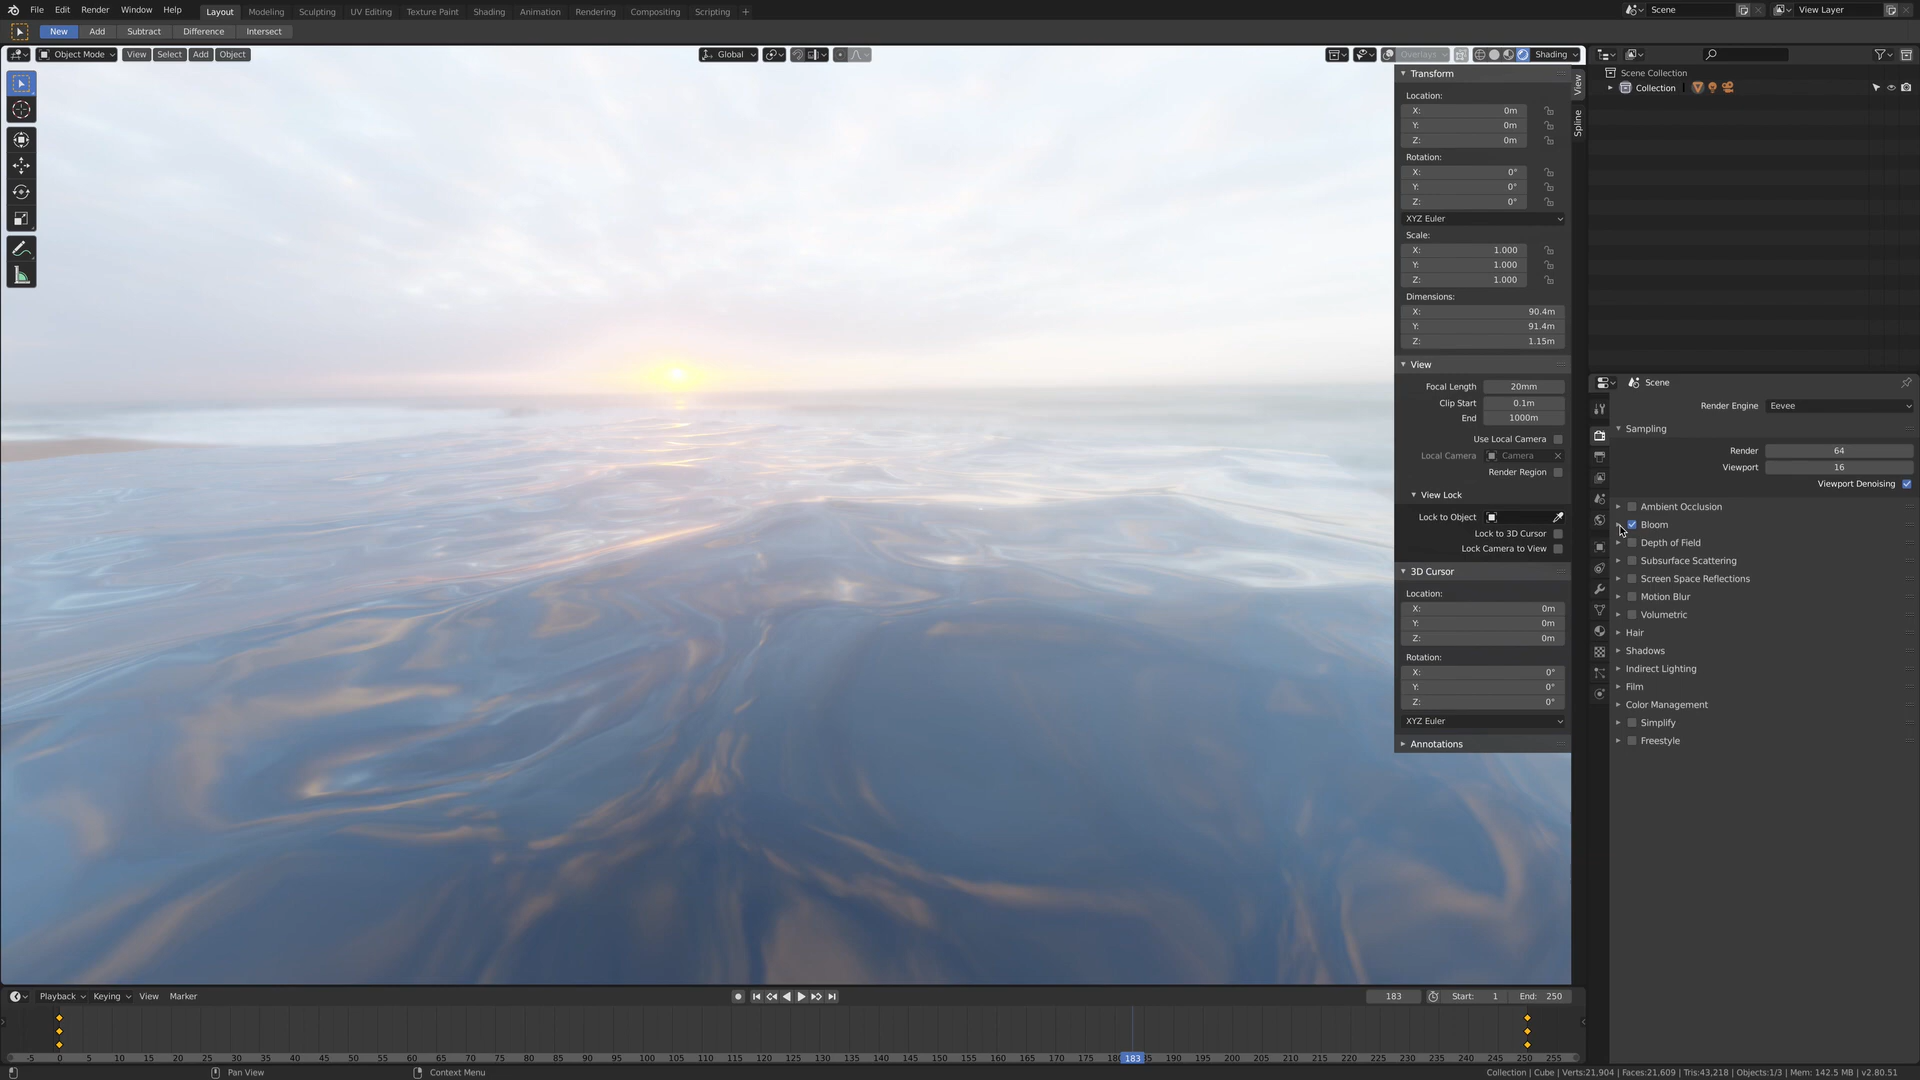 File Edit Render Window Help Layout Modeling Sculpting UV Editing Texture Paint Shading Animation Rendering Compositing Scripting + Scene View Layer
New Add Subtract Difference Intersect
Object Mode View Select Add Object Global Overlays Shading
Transform
Location:
X: 0m
Y: 0m
Z: 0m
Rotation:
X: 0°
Y: 0°
Z: 0°
XYZ Euler
Scale:
X: 1.000
Y: 1.000
Z: 1.000
Dimensions:
X: 90.4m
Y: 91.4m
Z: 1.15m
View
Focal Length 20mm
Clip Start 0.1m
End 1000m
Use Local Camera
Local Camera Camera
Render Region
View Lock
Lock to Object
Lock to 3D Cursor
Lock Camera to View
3D Cursor
Location:
X: 0m
Y: 0m
Z: 0m
Rotation:
X: 0°
Y: 0°
Z: 0°
XYZ Euler
Annotations
View
Spline
Scene Collection
Collection
Scene
Render Engine Eevee
Sampling
Render 64
Viewport 16
Viewport Denoising
Ambient Occlusion
Bloom
Depth of Field
Subsurface Scattering
Screen Space Reflections
Motion Blur
Volumetric
Hair
Shadows
Indirect Lighting
Film
Color Management
Simplify
Freestyle
Playback Keying View Marker 183 Start: 1 End: 250
-5 0 5 10 15 20 25 30 35 40 45 50 55 60 65 70 75 80 85 90 95 100 105 110 115 120 125 130 135 140 145 150 155 160 165 170 175 183 190 195 200 205 210 215 220 225 230 235 240 245 250 255
Pan View Context Menu Collection | Cube | Verts:21,904 | Faces:21,609 | Tris:43,218 | Objects:1/3 | Mem: 142.5 MB | v2.80.51